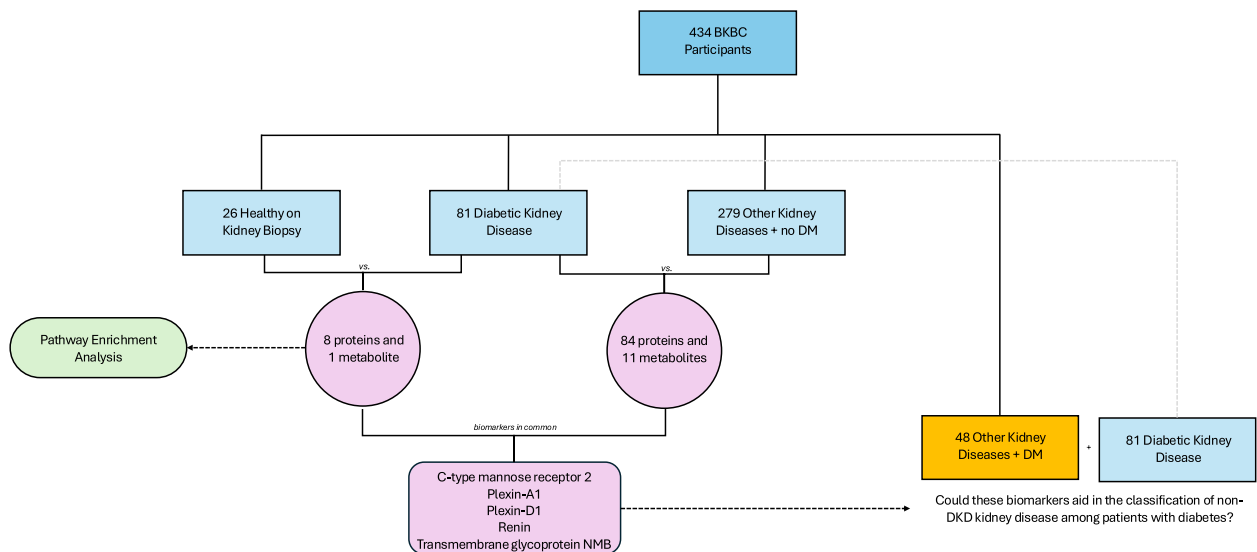 434 BKBC
Participants
26 Healthy on
Kidney Biopsy
81 Diabetic Kidney
Disease
279 Other Kidney
Diseases + no DM
vs.
vs.
Pathway Enrichment
Analysis
8 proteins and
1 metabolite
84 proteins and
11 metabolites
biomarkers in common
48 Other Kidney
Diseases + DM
+
81 Diabetic Kidney
Disease
C-type mannose receptor 2
Plexin-A1
Plexin-D1
Renin
Transmembrane glycoprotein NMB
Could these biomarkers aid in the classification of non-
DKD kidney disease among patients with diabetes?